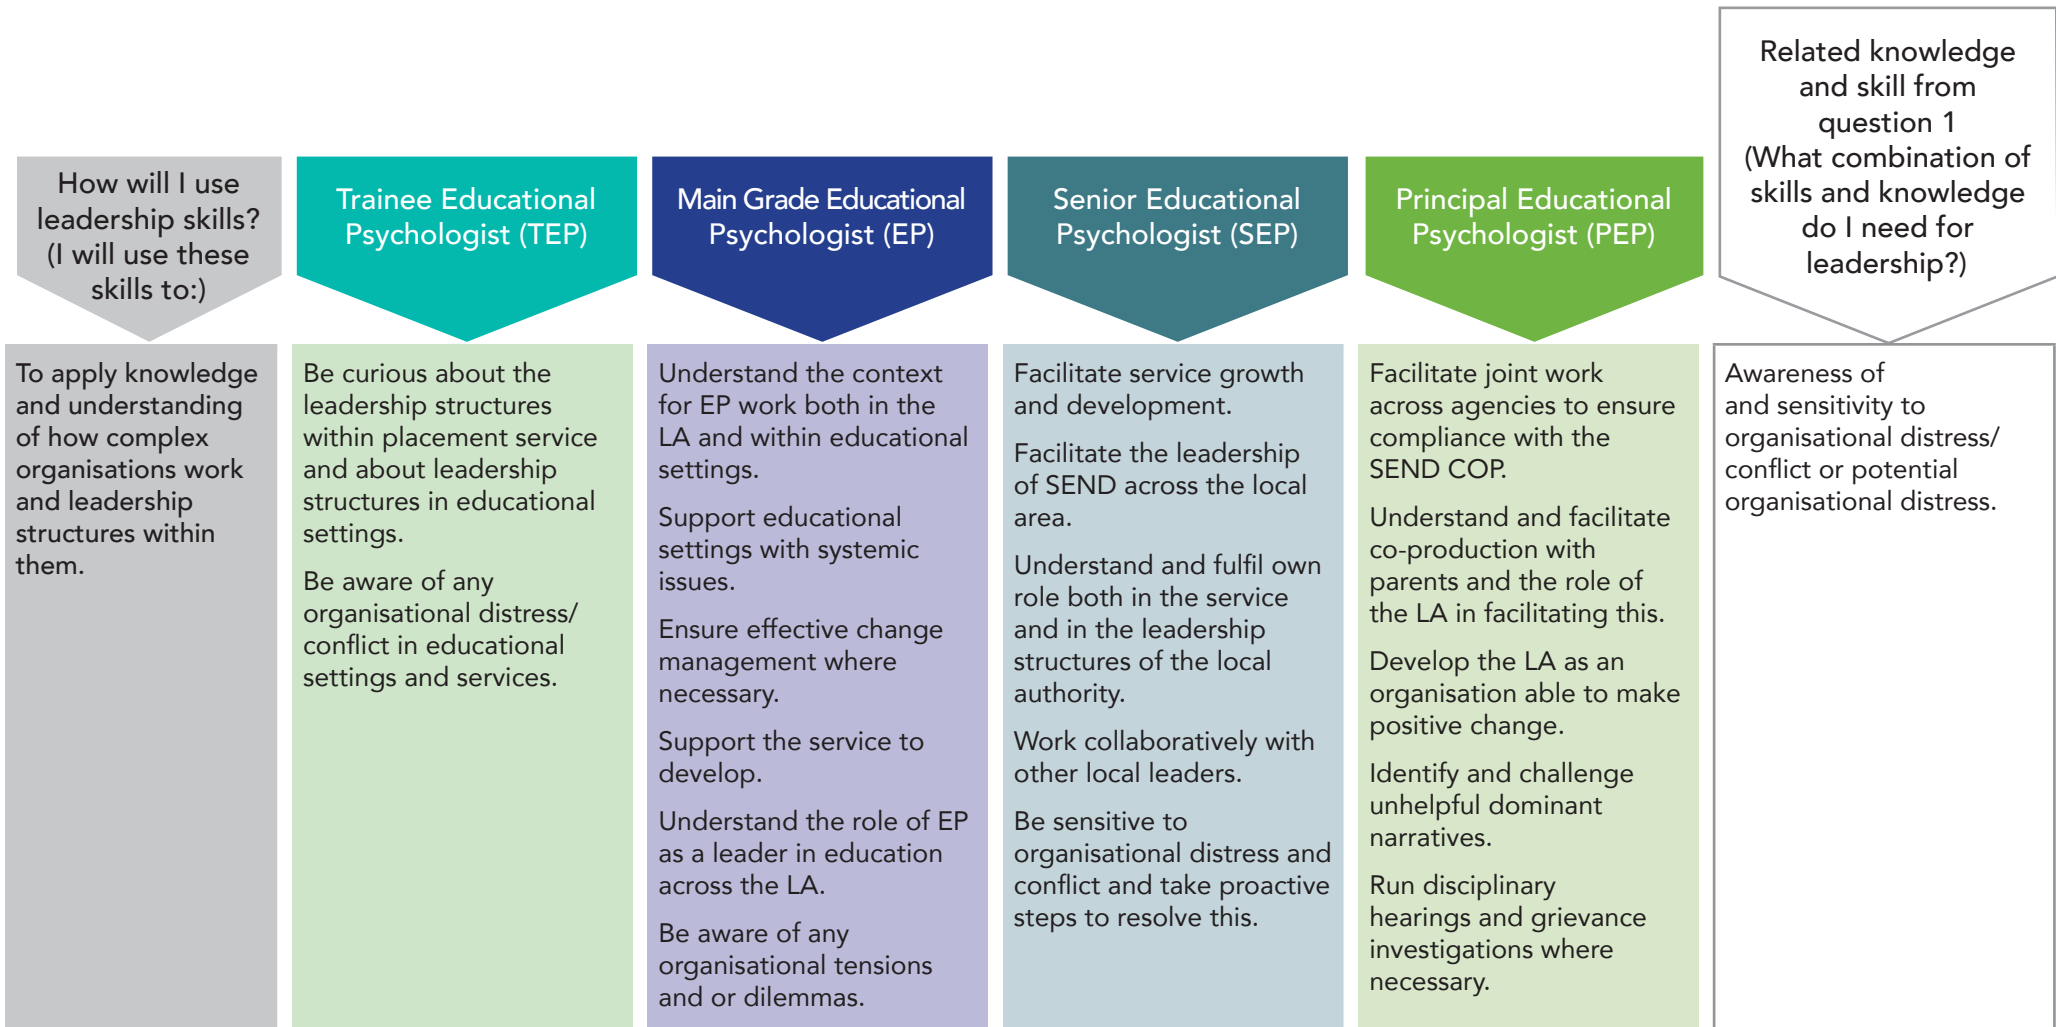 How will I use
leadership skills?
(I will use these
skills to:)
Trainee Educational
Psychologist (TEP)
Main Grade Educational
Psychologist (EP)
Senior Educational
Psychologist (SEP)
Principal Educational
Psychologist (PEP)
Related knowledge
and skill from
question 1
(What combination of
skills and knowledge
do I need for
leadership?)
To apply knowledge
and understanding
of how complex
organisations work
and leadership
structures within
them.
Be curious about the
leadership structures
within placement service
and about leadership
structures in educational
settings.
Be aware of any
organisational distress/
conflict in educational
settings and services.
Understand the context
for EP work both in the
LA and within educational
settings.
Support educational
settings with systemic
issues.
Ensure effective change
management where
necessary.
Support the service to
develop.
Understand the role of EP
as a leader in education
across the LA.
Be aware of any
organisational tensions
and or dilemmas.
Facilitate service growth
and development.
Facilitate the leadership
of SEND across the local
area.
Understand and fulfil own
role both in the service
and in the leadership
structures of the local
authority.
Work collaboratively with
other local leaders.
Be sensitive to
organisational distress and
conflict and take proactive
steps to resolve this.
Facilitate joint work
across agencies to ensure
compliance with the
SEND COP.
Understand and facilitate
co-production with
parents and the role of
the LA in facilitating this.
Develop the LA as an
organisation able to make
positive change.
Identify and challenge
unhelpful dominant
narratives.
Run disciplinary
hearings and grievance
investigations where
necessary.
Awareness of
and sensitivity to
organisational distress/
conflict or potential
organisational distress.